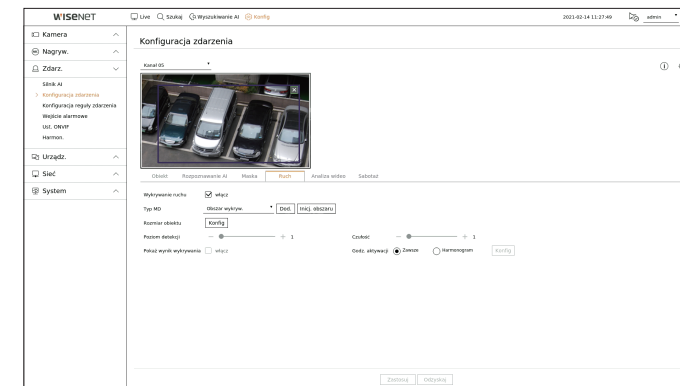 WISENET
Live Szukaj Wyszukiwanie AI Konfig 2021-02-14 11:27:49 admin
Kamera
Nagryw.
Zdarz.
Silnik AI
Konfiguracja zdarzenia
Konfiguracja reguły zdarzenia
Wejście alarmowe
Ust. ONVIF
Harmon.
Urządz.
Sieć
System
Konfiguracja zdarzenia
Kanał 05
Obiekt Rozpoznawanie AI Maska Ruch Analiza wideo Sabotaż
Wykrywanie ruchu włącz
Typ MD Obszar wykryw. Dod. Inicj. obszaru
Rozmiar obiektu Konfig
Poziom detekcji 1 Czułość 1
Pokaż wynik wykrywania włącz Godz. aktywacji Zawsze Harmonogram Konfig
Zastosuj Odzyskaj